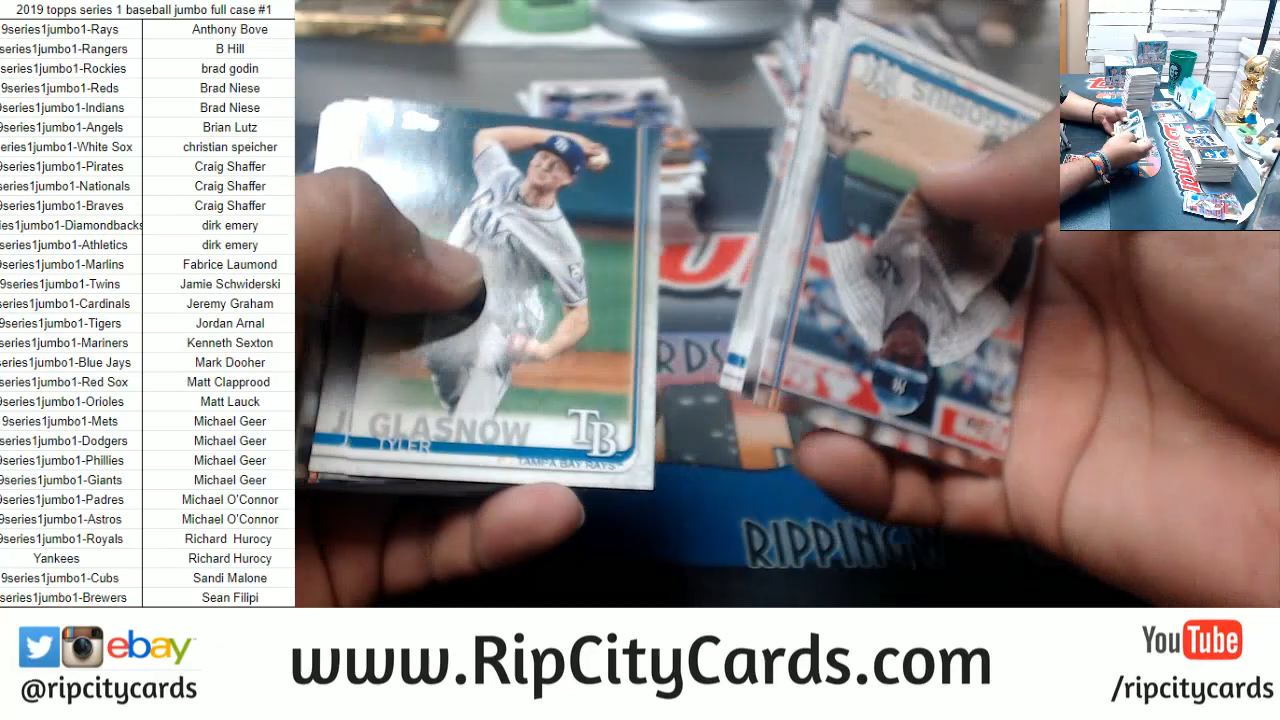 2019 topps series 1 baseball jumbo full case #1
9series1jumbo1-Rays Anthony Bove
series1jumbo1-Rangers B Hill
series1jumbo1-Rockies brad godin
9series1jumbo1-Reds Brad Niese
9series1jumbo1-Indians Brad Niese
9series1jumbo1-Angels Brian Lutz
series1jumbo1-White Sox christian speicher
9series1jumbo1-Pirates Craig Shaffer
series1jumbo1-Nationals Craig Shaffer
9series1jumbo1-Braves Craig Shaffer
ies1jumbo1-Diamondbacks dirk emery
series1jumbo1-Athletics dirk emery
series1jumbo1-Marlins Fabrice Laumond
9series1jumbo1-Twins Jamie Schwiderski
series1jumbo1-Cardinals Jeremy Graham
9series1jumbo1-Tigers Jordan Arnal
series1jumbo1-Mariners Kenneth Sexton
series1jumbo1-Blue Jays Mark Dooher
series1jumbo1-Red Sox Matt Clapprood
series1jumbo1-Orioles Matt Lauck
9series1jumbo1-Mets Michael Geer
series1jumbo1-Dodgers Michael Geer
series1jumbo1-Phillies Michael Geer
9series1jumbo1-Giants Michael Geer
9series1jumbo1-Padres Michael O'Connor
9series1jumbo1-Astros Michael O'Connor
9series1jumbo1-Royals Richard Hurocy
Yankees Richard Hurocy
9series1jumbo1-Cubs Sandi Malone
series1jumbo1-Brewers Sean Filipi
J GLASNOW
TYLER
TB
TAMPA BAY RAYS
RDS
RIPPING
ebay
@ripcitycards
www.RipCityCards.com
YouTube
/ripcitycards